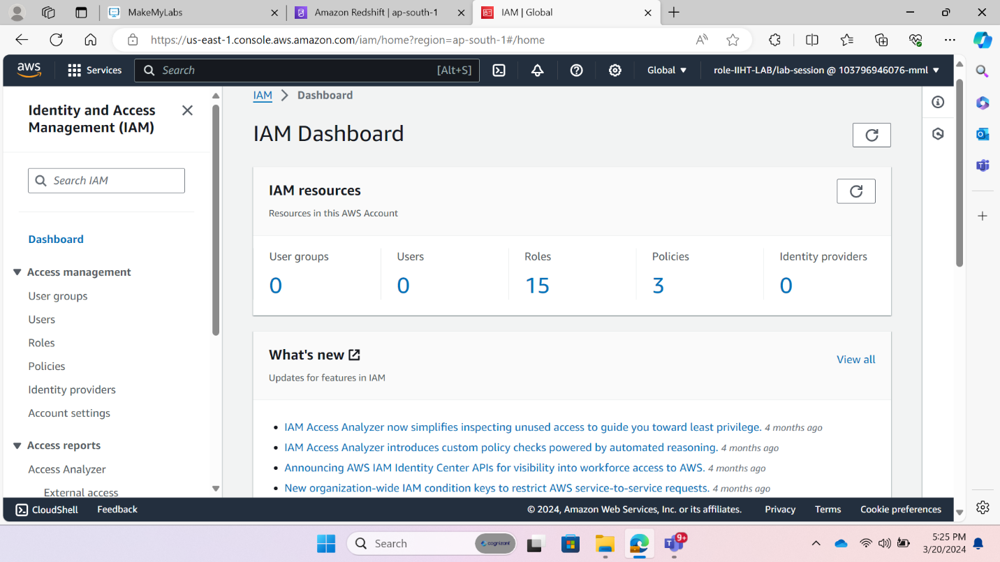 MakeMyLabs
Amazon Redshift | ap-south-1
IAM | Global
https://us-east-1.console.aws.amazon.com/iam/home?region=ap-south-1#/home
aws
Services
Search
[Alt+S]
Global
role-IIHT-LAB/lab-session @ 103796946076-mml
Identity and Access
Management (IAM)
Search IAM
Dashboard
Access management
User groups
Users
Roles
Policies
Identity providers
Account settings
Access reports
Access Analyzer
External access
IAM
Dashboard
IAM Dashboard
IAM resources
Resources in this AWS Account
User groups
0
Users
0
Roles
15
Policies
3
Identity providers
0
What's new
View all
Updates for features in IAM
IAM Access Analyzer now simplifies inspecting unused access to guide you toward least privilege. 4 months ago
IAM Access Analyzer introduces custom policy checks powered by automated reasoning. 4 months ago
Announcing AWS IAM Identity Center APIs for visibility into workforce access to AWS. 4 months ago
New organization-wide IAM condition keys to restrict AWS service-to-service requests. 4 months ago
CloudShell
Feedback
© 2024, Amazon Web Services, Inc. or its affiliates.
Privacy
Terms
Cookie preferences
Search
cognizant
9+
5:25 PM
3/20/2024